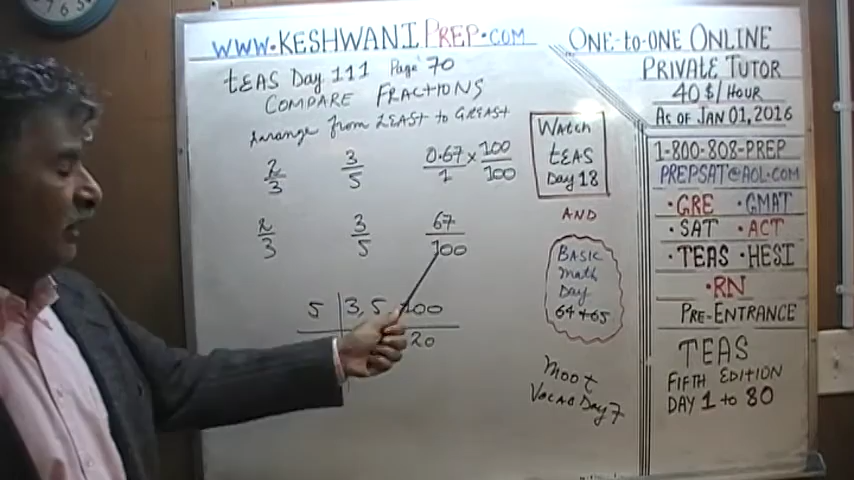 WWW.KESHWANIPREP.COM
tEAS Day 111 Page 70
COMPARE FRACTIONS
Arrange from LEAST to GREAST
2/3 3/5 0.67/1 × 100/100
2/3 3/5 67/100
5 3, 5 100
20
WATCH
tEAS
Day 18
AND
BASIC
Math
Day
64+65
MOOT
VOCAB Day 7
ONE-to-ONE ONLINE
PRIVATE TUTOR
40$/HOUR
AS OF JAN 01, 2016
1-800-808-PREP
PREPSAT@AOL.COM
•GRE •GMAT
•SAT •ACT
•TEAS •HESI
•RN
PRE-ENTRANCE
TEAS
FIFTH EDITION
DAY 1 to 80